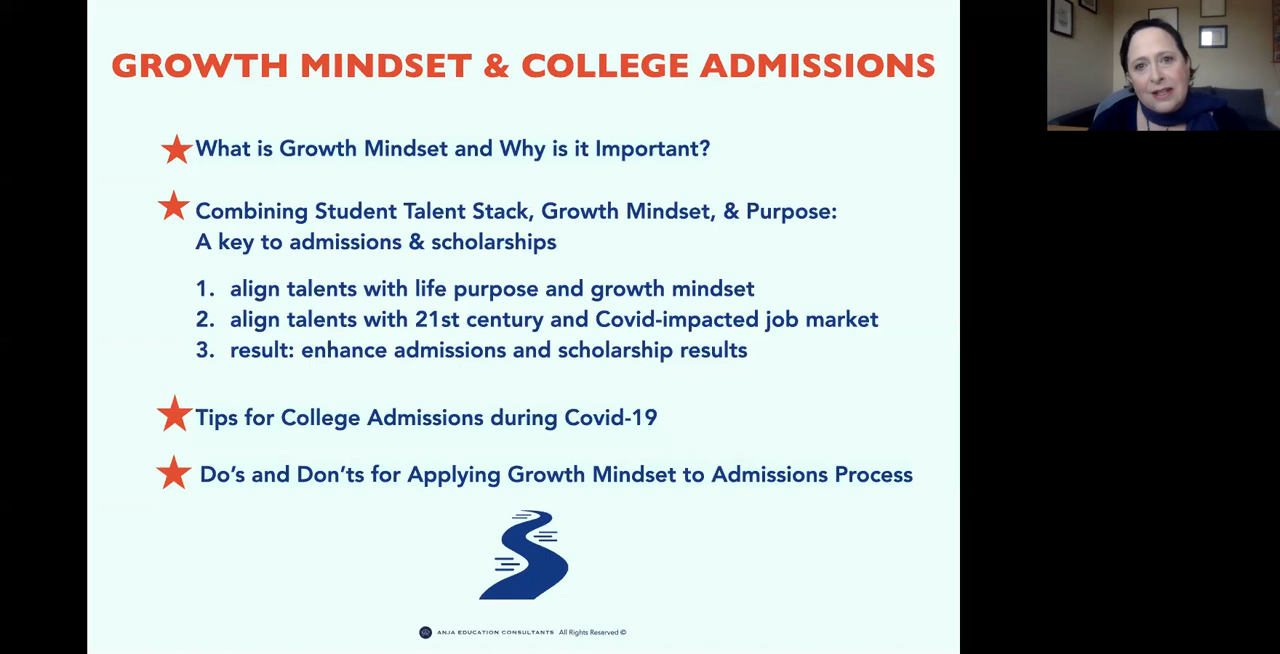 GROWTH MINDSET & COLLEGE ADMISSIONS
What is Growth Mindset and Why is it Important?
Combining Student Talent Stack, Growth Mindset, & Purpose:
A key to admissions & scholarships
1. align talents with life purpose and growth mindset
2. align talents with 21st century and Covid-impacted job market
3. result: enhance admissions and scholarship results
Tips for College Admissions during Covid-19
Do's and Don'ts for Applying Growth Mindset to Admissions Process
ANJA EDUCATION CONSULTANTS All Rights Reserved ©